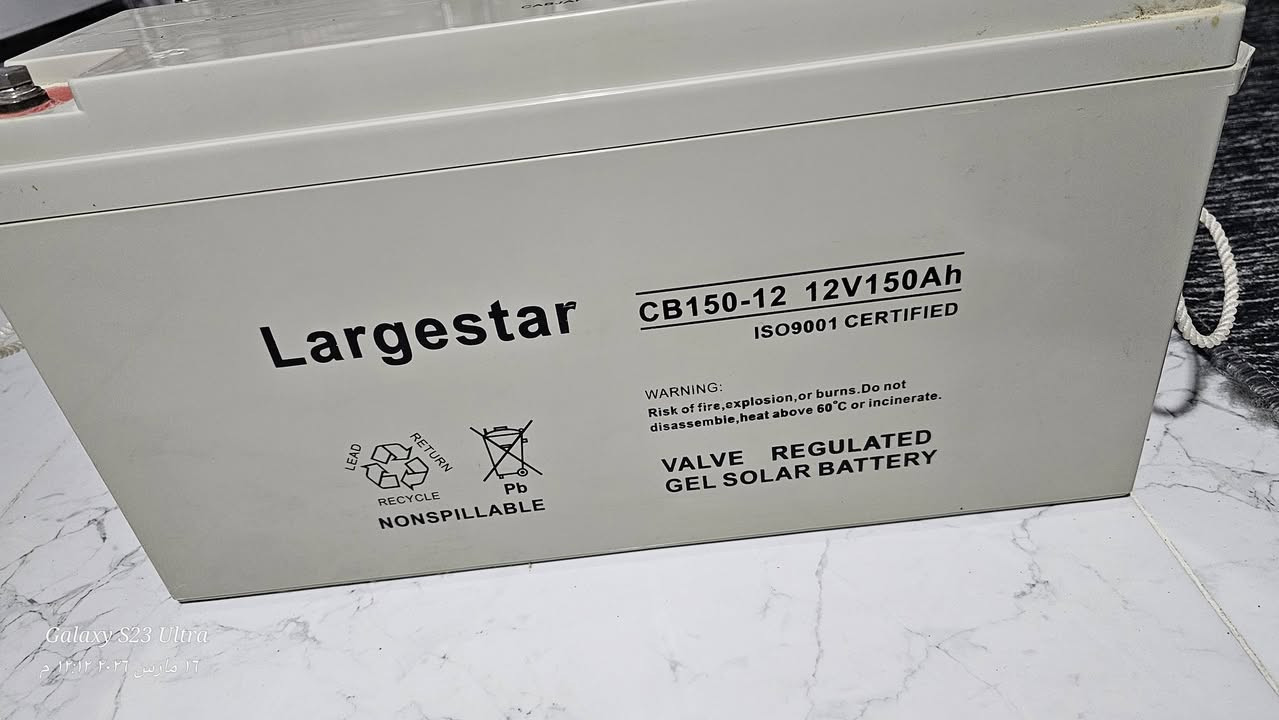 Largestar
CB150-12 12V150Ah
ISO9001 CERTIFIED
WARNING:
Risk of fire,explosion,or burns.Do not
disassemble,heat above 60°C or incinerate.
VALVE REGULATED
GEL SOLAR BATTERY
LEAD
RETURN
RECYCLE
Pb
NONSPILLABLE
Galaxy S23 Ultra
١٦ مارس ٢٠٢٦ ١٢:١٢ م